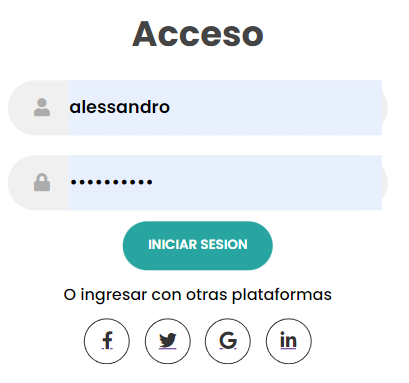 Acceso
alessandro
••••••••••
INICIAR SESION
O ingresar con otras plataformas